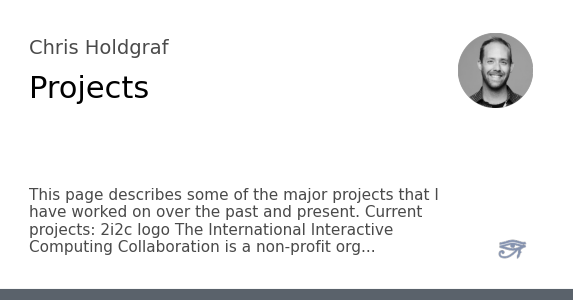 Chris Holdgraf
Projects
This page describes some of the major projects that I
have worked on over the past and present. Current
projects: 2i2c logo The International Interactive
Computing Collaboration is a non-profit org...